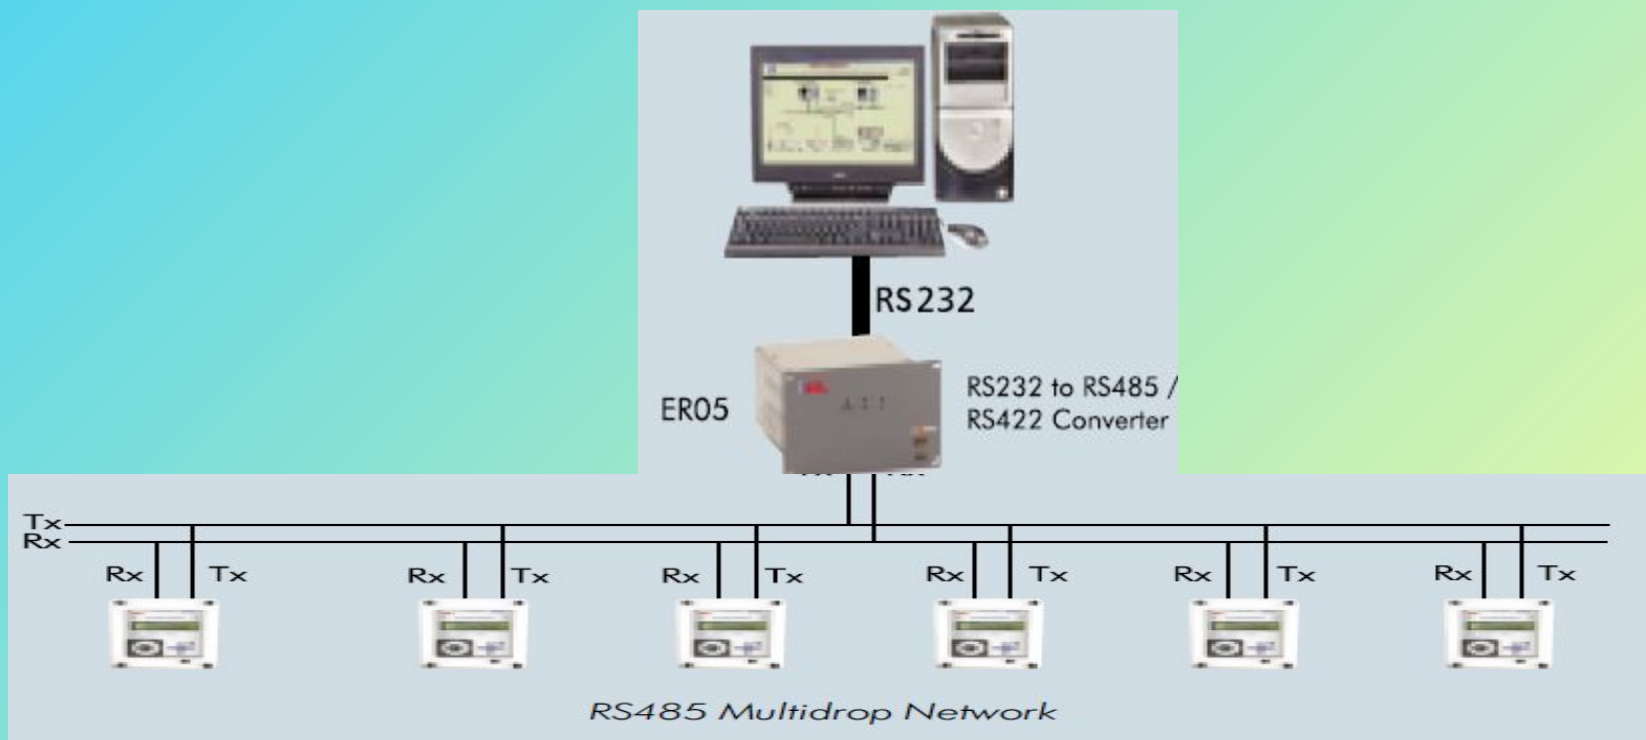 RS232
ER05
RS232 to RS485 /
RS422 Converter
Tx
Rx
Rx Tx Rx Tx Rx Tx Rx Tx Rx Tx Rx Tx
RS485 Multidrop Network